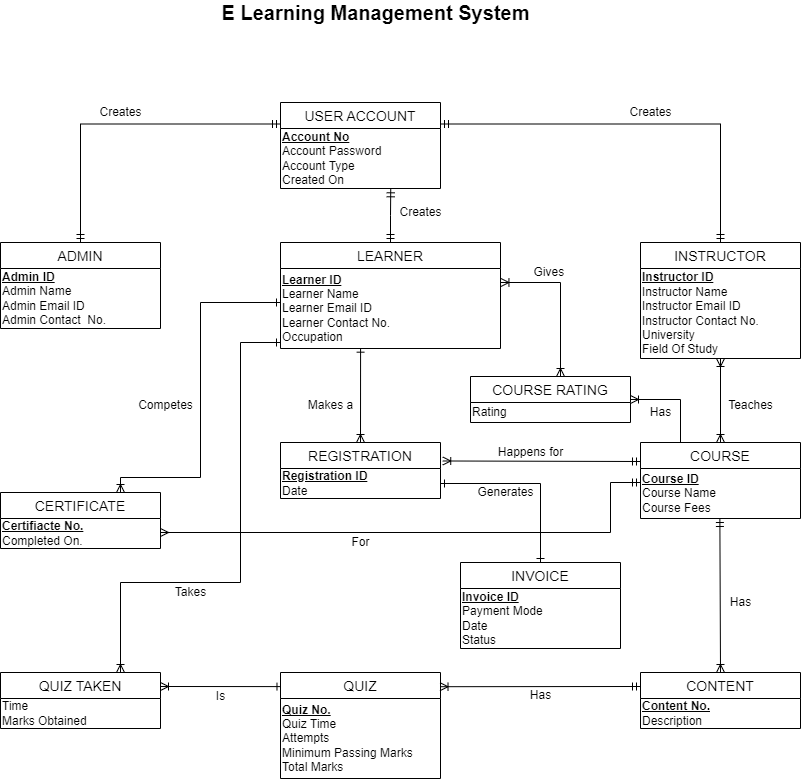 E Learning Management System
Creates
Creates
USER ACCOUNT
Account No
Account Password
Account Type
Created On
Creates
ADMIN
Admin ID
Admin Name
Admin Email ID
Admin Contact  No.
LEARNER
Learner ID
Learner Name
Learner Email ID
Learner Contact No.
Occupation
Gives
INSTRUCTOR
Instructor ID
Instructor Name
Instructor Email ID
Instructor Contact No.
University
Field Of Study
COURSE RATING
Rating
Competes
Makes a
Has
Teaches
REGISTRATION
Registration ID
Date
Happens for
Generates
COURSE
Course ID
Course Name
Course Fees
CERTIFICATE
Certifiacte No.
Completed On.
For
INVOICE
Invoice ID
Payment Mode
Date
Status
Takes
Has
QUIZ TAKEN
Time
Marks Obtained
Is
QUIZ
Quiz No.
Quiz Time
Attempts
Minimum Passing Marks
Total Marks
Has
CONTENT
Content No.
Description